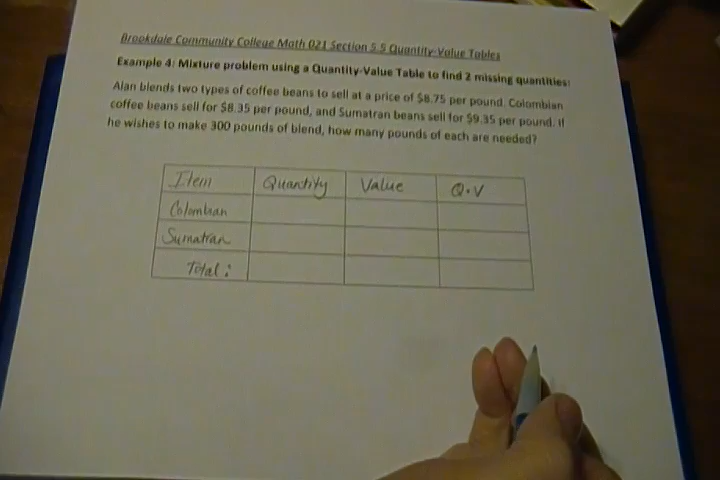 Brookdale Community College Math 021 Section 5.5 Quantity-Value Tables
Example 4: Mixture problem using a Quantity-Value Table to find 2 missing quantities:
Alan blends two types of coffee beans to sell at a price of $8.75 per pound. Colombian
coffee beans sell for $8.35 per pound, and Sumatran beans sell for $9.35 per pound. If
he wishes to make 300 pounds of blend, how many pounds of each are needed?
Item Quantity Value Q·V
Colombian
Sumatran
Total: